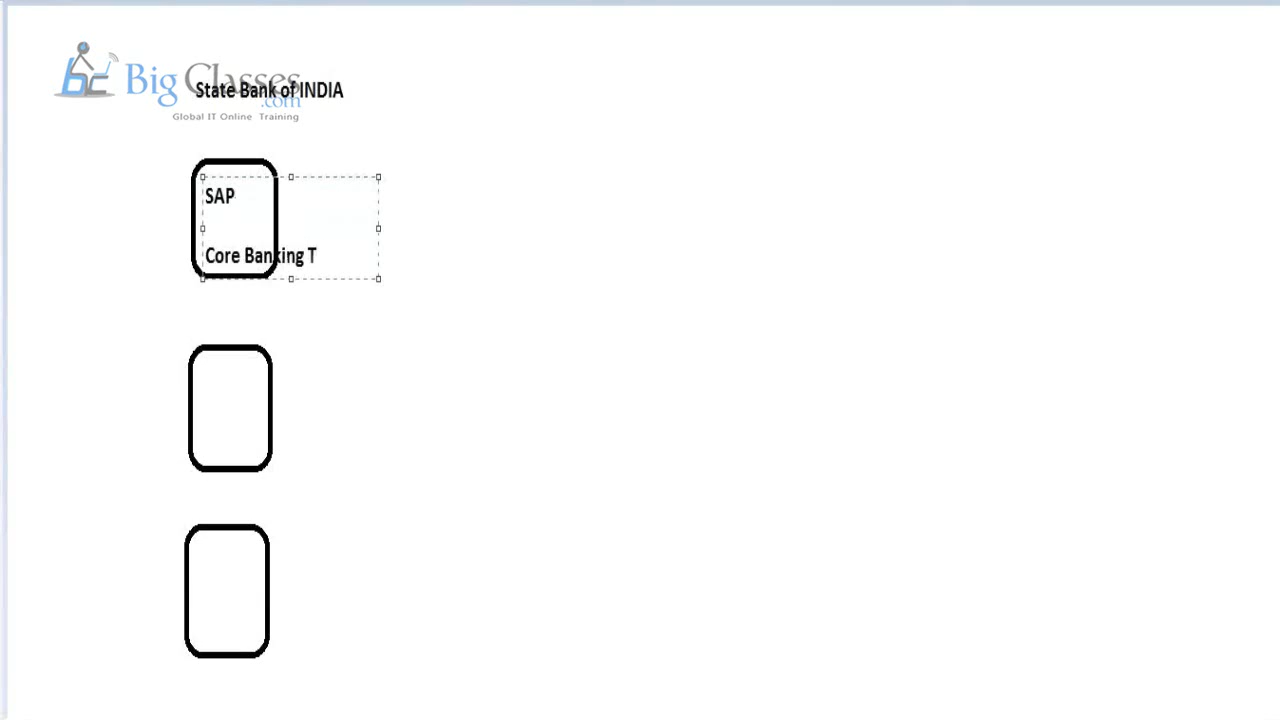 Big Classes
.com
State Bank of INDIA
Global IT Online Training
SAP
Core Banking T